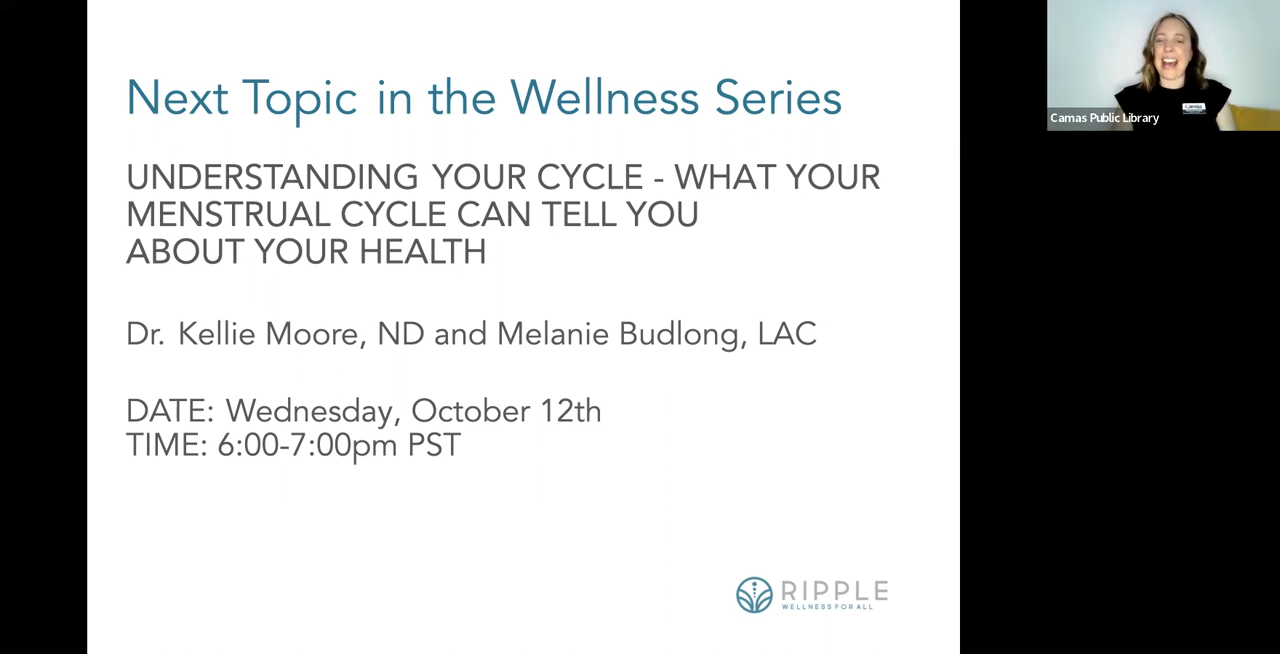 Next Topic in the Wellness Series
UNDERSTANDING YOUR CYCLE - WHAT YOUR
MENSTRUAL CYCLE CAN TELL YOU
ABOUT YOUR HEALTH
Dr. Kellie Moore, ND and Melanie Budlong, LAC
DATE: Wednesday, October 12th
TIME: 6:00-7:00pm PST
RIPPLE
WELLNESS FOR ALL
Camas Public Library
camas